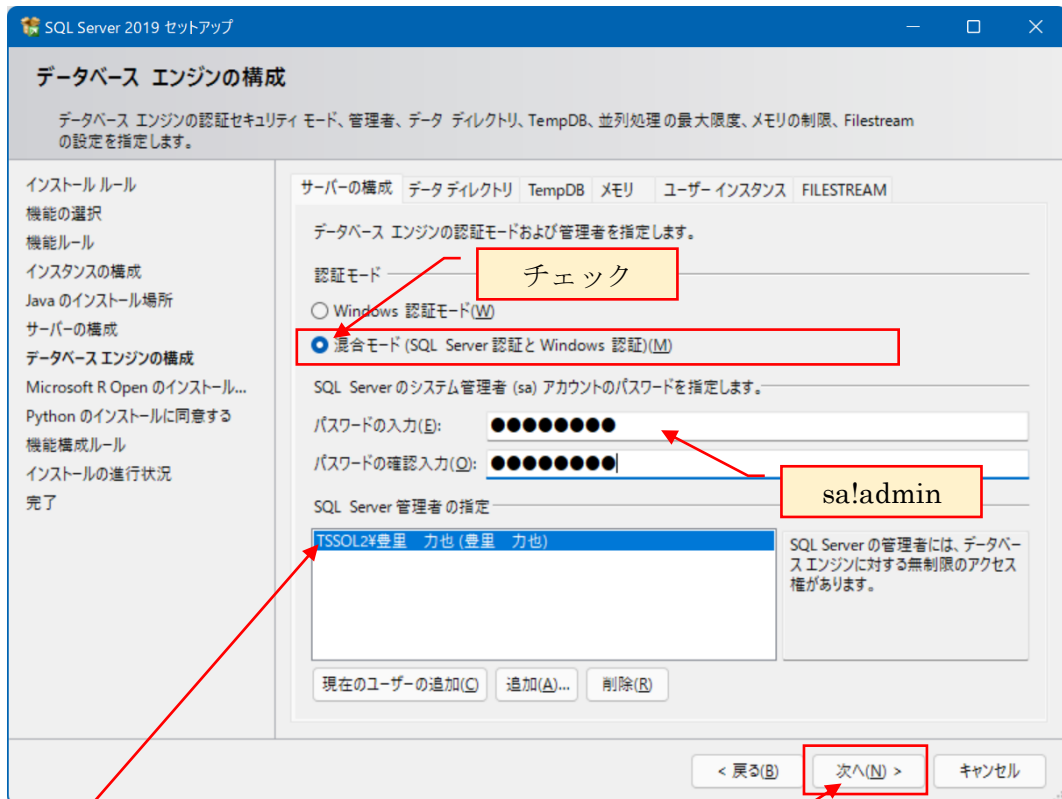 SQL Server 2019 セットアップ
データベース エンジンの構成
データベース エンジンの認証セキュリティ モード、管理者、データ ディレクトリ、TempDB、並列処理の最大限度、メモリの制限、Filestream
の設定を指定します。
インストール ルール
機能の選択
機能ルール
インスタンスの構成
Java のインストール場所
サーバーの構成
データベース エンジンの構成
Microsoft R Open のインストール...
Python のインストールに同意する
機能構成ルール
インストールの進行状況
完了
サーバーの構成 データ ディレクトリ TempDB メモリ ユーザー インスタンス FILESTREAM
データベース エンジンの認証モードおよび管理者を指定します。
認証モード
チェック
Windows 認証モード(W)
混合モード (SQL Server 認証と Windows 認証)(M)
SQL Server のシステム管理者 (sa) アカウントのパスワードを指定します。
パスワードの入力(E): ●●●●●●●●
パスワードの確認入力(O): ●●●●●●●●
sa!admin
SQL Server 管理者の指定
TSSOL2¥豊里　力也 (豊里　力也)
SQL Server の管理者には、データベー
ス エンジンに対する無制限のアクセス
権があります。
現在のユーザーの追加(C) 追加(A)... 削除(R)
< 戻る(B) 次へ(N) > キャンセル